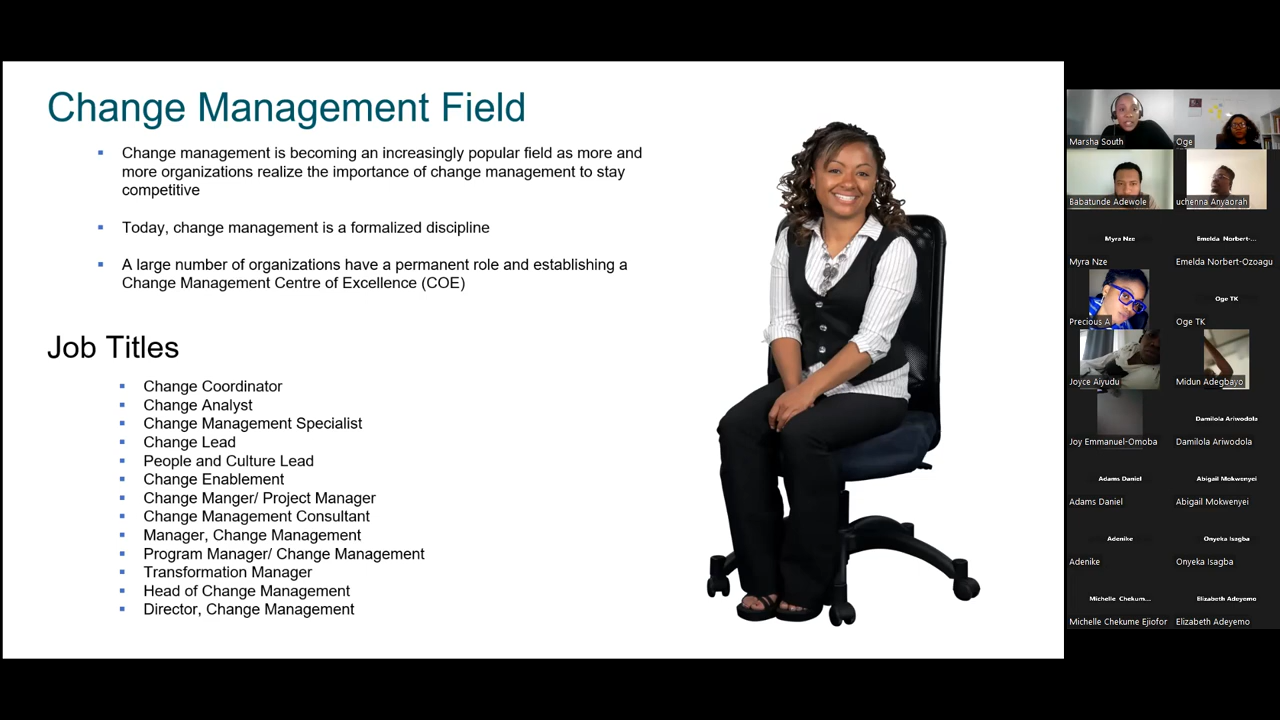 Change Management Field
Change management is becoming an increasingly popular field as more and
more organizations realize the importance of change management to stay
competitive
Today, change management is a formalized discipline
A large number of organizations have a permanent role and establishing a
Change Management Centre of Excellence (COE)
Job Titles
Change Coordinator
Change Analyst
Change Management Specialist
Change Lead
People and Culture Lead
Change Enablement
Change Manger/ Project Manager
Change Management Consultant
Manager, Change Management
Program Manager/ Change Management
Transformation Manager
Head of Change Management
Director, Change Management
Marsha South
Oge
Babatunde Adewole
uchenna Anyaorah
Myra Nze
Emelda Norbert-...
Myra Nze
Emelda Norbert-Ozoagu
Oge TK
Precious A
Oge TK
Joyce Aiyudu
Midun Adegbayo
Damilola Ariwodola
Joy Emmanuel-Omoba
Damilola Ariwodola
Adams Daniel
Abigail Mokwenyei
Adams Daniel
Abigail Mokwenyei
Adenike
Onyeka Isagba
Adenike
Onyeka Isagba
Michelle Chekum...
Elizabeth Adeyemo
Michelle Chekume Ejiofor
Elizabeth Adeyemo